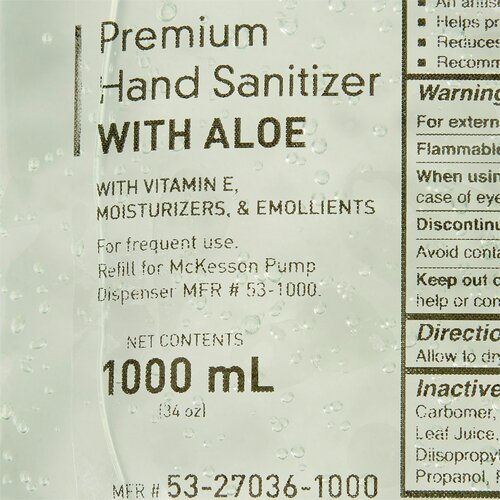 Premium
Hand Sanitizer
WITH ALOE
WITH VITAMIN E,
MOISTURIZERS, & EMOLLIENTS
For frequent use.
Refill for McKesson Pump
Dispenser MFR # 53-1000.
NET CONTENTS
1000 mL
(34 oz)
MFR # 53-27036-1000
Helps
Warning
For extern
Flammable
When usin
case of eye
Discontinu
Avoid conta
Keep out o
help or con
Directio
Allow to dr
Inactive
Carbomer,
Leaf Juice,
Diisopropyl
Propanol,